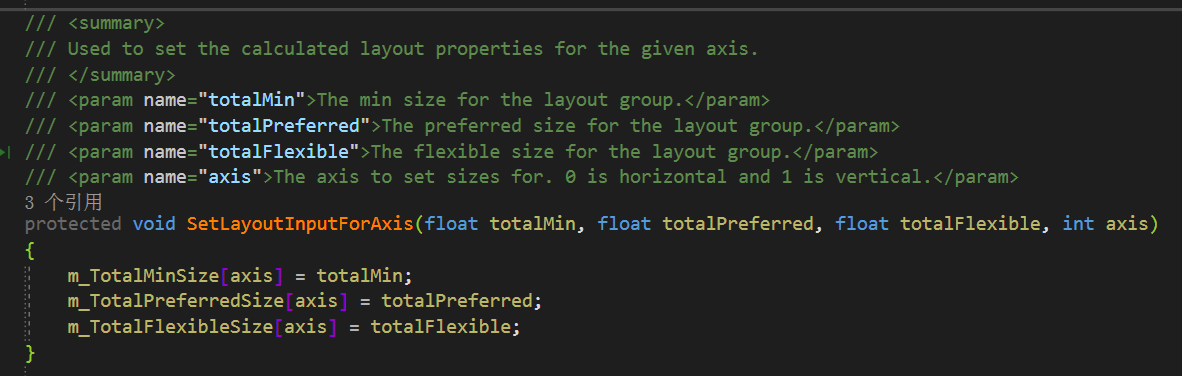 /// <summary>
/// Used to set the calculated layout properties for the given axis.
/// </summary>
/// <param name="totalMin">The min size for the layout group.</param>
/// <param name="totalPreferred">The preferred size for the layout group.</param>
/// <param name="totalFlexible">The flexible size for the layout group.</param>
/// <param name="axis">The axis to set sizes for. 0 is horizontal and 1 is vertical.</param>
3 个引用
protected void SetLayoutInputForAxis(float totalMin, float totalPreferred, float totalFlexible, int axis)
{
    m_TotalMinSize[axis] = totalMin;
    m_TotalPreferredSize[axis] = totalPreferred;
    m_TotalFlexibleSize[axis] = totalFlexible;
}